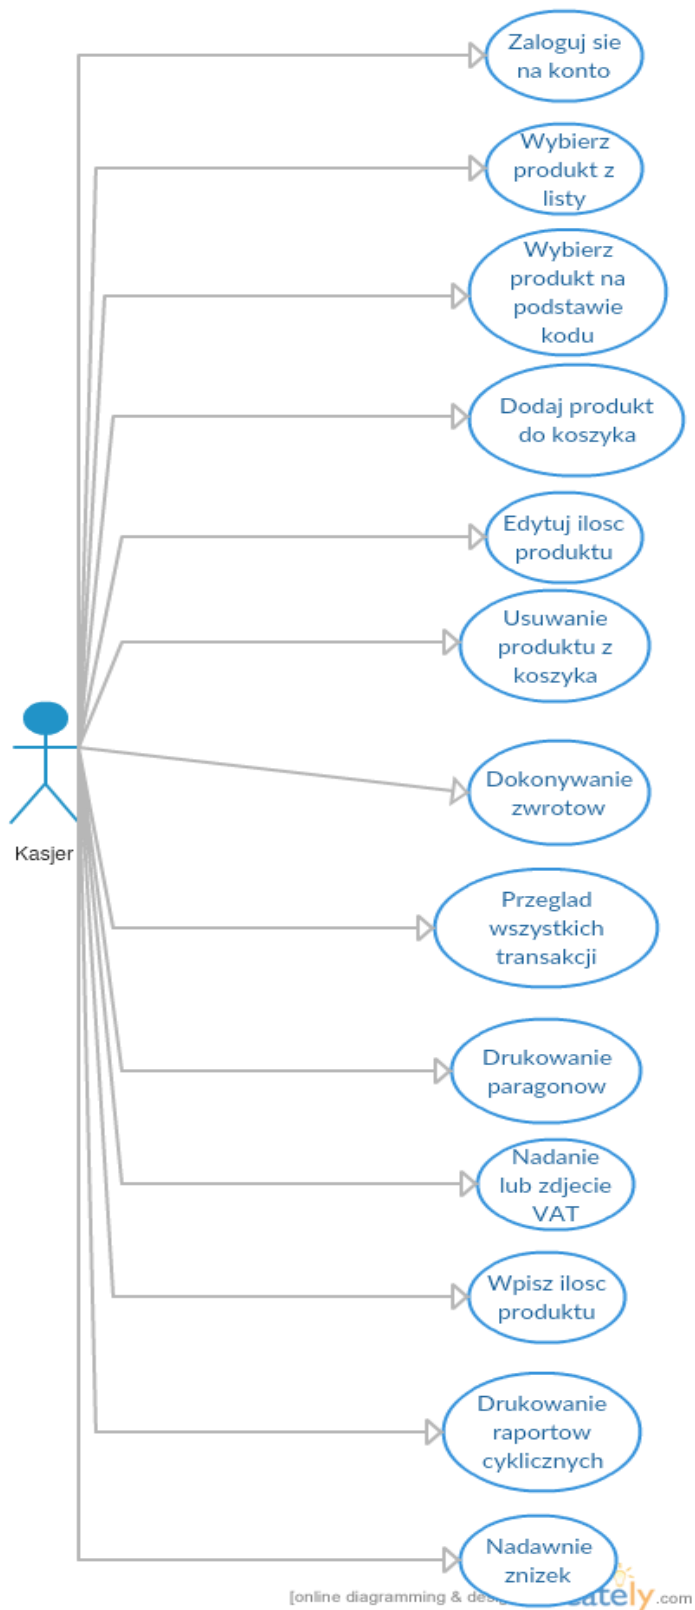 Zaloguj sie
na konto
Wybierz
produkt z
listy
Wybierz
produkt na
podstawie
kodu
Dodaj produkt
do koszyka
Edytuj ilosc
produktu
Usuwanie
produktu z
koszyka
Dokonywanie
zwrotow
Kasjer
Przeglad
wszystkich
transakcji
Drukowanie
paragonow
Nadanie
lub zdjecie
VAT
Wpisz ilosc
produktu
Drukowanie
raportow
cyklicznych
Nadawnie
znizek
[online diagramming &
ately.com